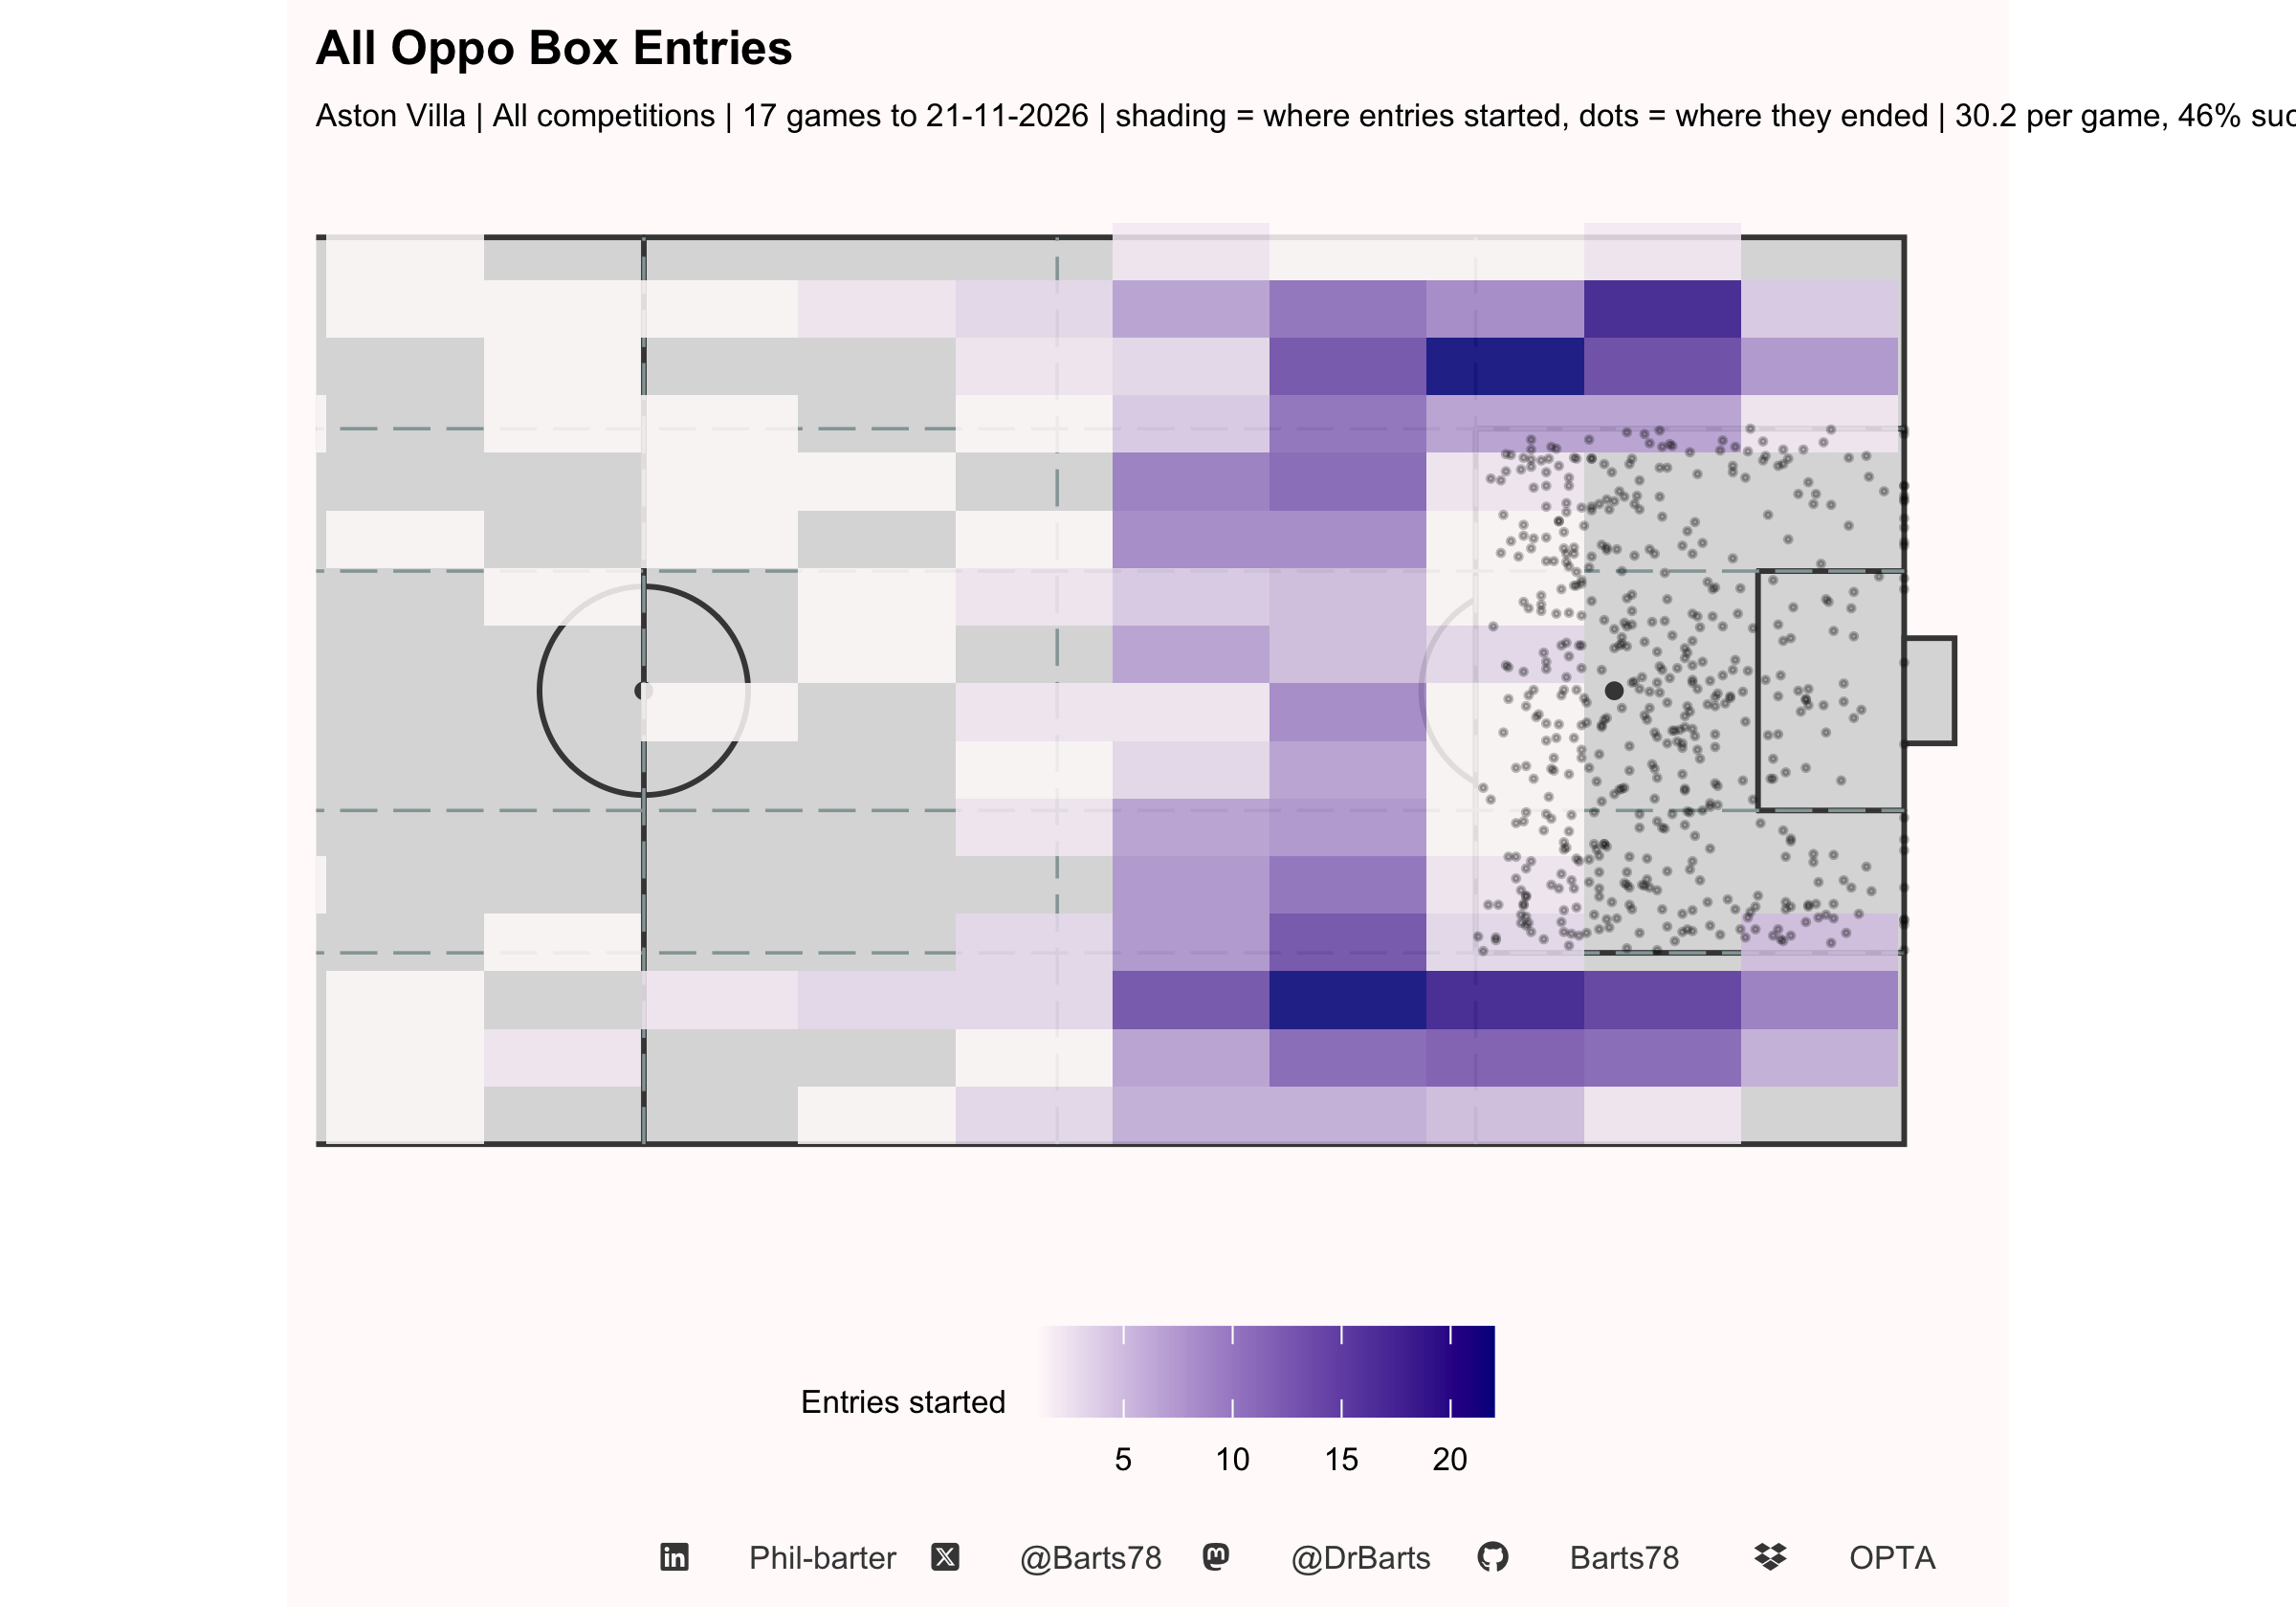 All Oppo Box Entries
Aston Villa | All competitions | 17 games to 21-11-2026 | shading = where entries started, dots = where they ended | 30.2 per game, 46% suc
Entries started
5 10 15 20
Phil-barter @Barts78 @DrBarts Barts78 OPTA